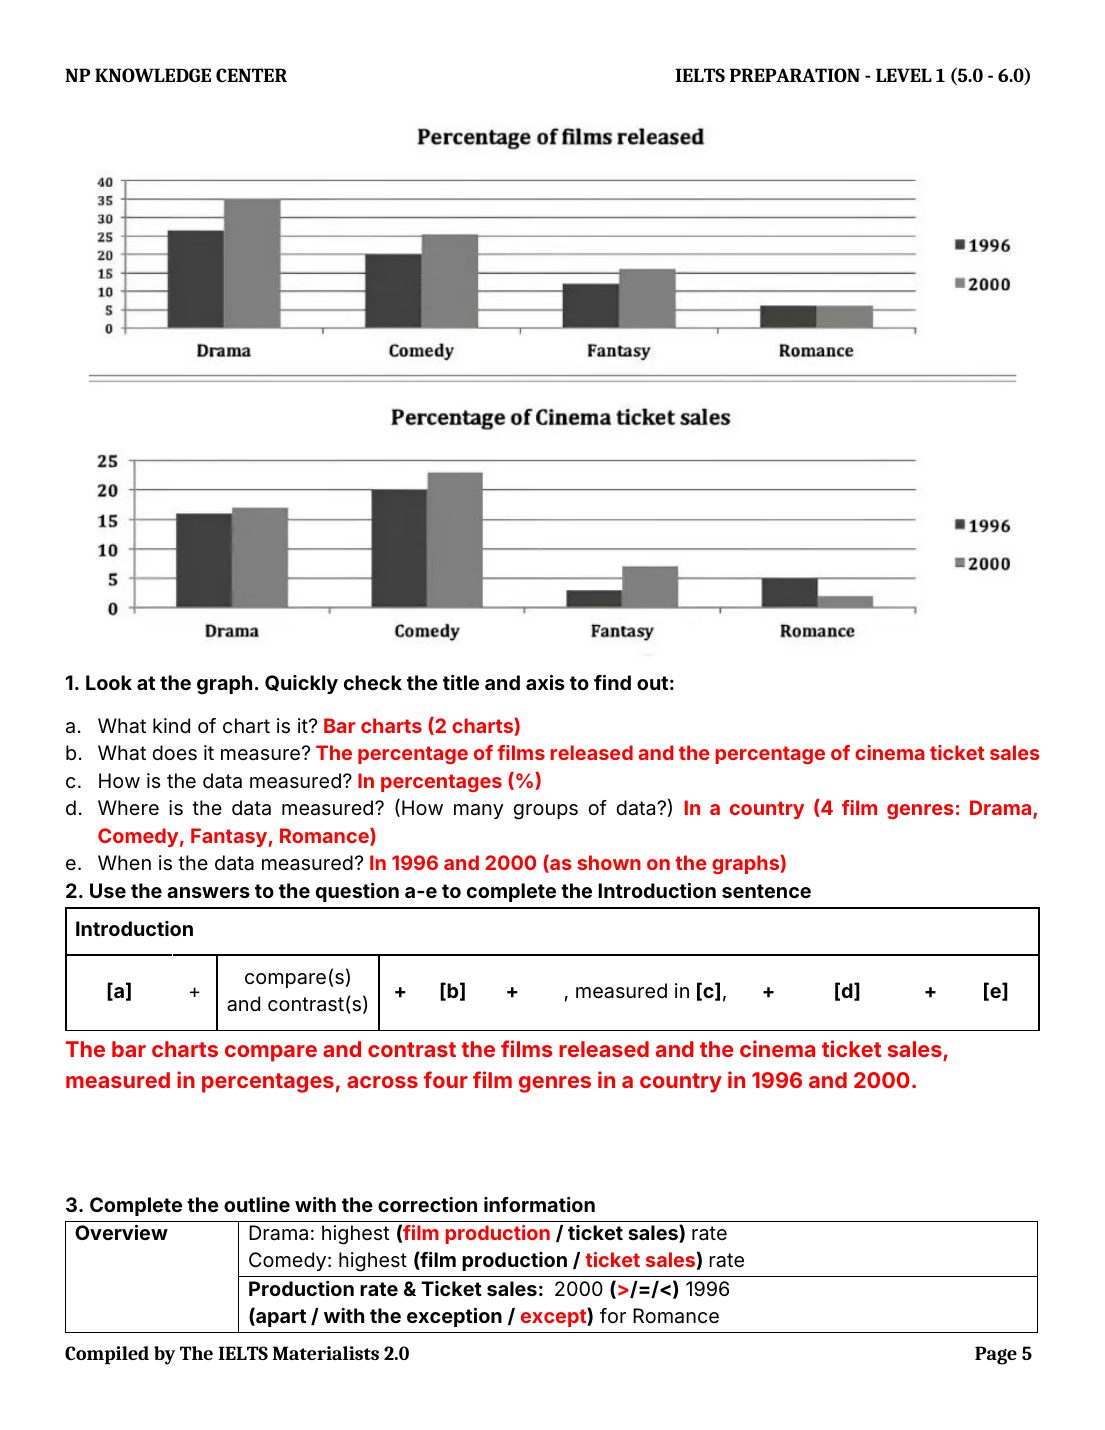 NP KNOWLEDGE CENTER
IELTS PREPARATION - LEVEL 1 (5.0 - 6.0)
Percentage of films released
40
35
30
25
20
15
10
5
0
Drama
Comedy
Fantasy
Romance
1996
2000
Percentage of Cinema ticket sales
25
20
15
10
5
0
Drama
Comedy
Fantasy
Romance
1996
2000
1. Look at the graph. Quickly check the title and axis to find out:
a. What kind of chart is it? Bar charts (2 charts)
b. What does it measure? The percentage of films released and the percentage of cinema ticket sales
c. How is the data measured? In percentages (%)
d. Where is the data measured? (How many groups of data?) In a country (4 film genres: Drama,
Comedy, Fantasy, Romance)
e. When is the data measured? In 1996 and 2000 (as shown on the graphs)
2. Use the answers to the question a-e to complete the Introduction sentence
Introduction
[a] + compare(s) and contrast(s) + [b] + , measured in [c], + [d] + [e]
The bar charts compare and contrast the films released and the cinema ticket sales,
measured in percentages, across four film genres in a country in 1996 and 2000.
3. Complete the outline with the correction information
Overview
Drama: highest (film production / ticket sales) rate
Comedy: highest (film production / ticket sales) rate
Production rate & Ticket sales: 2000 (>/=/<) 1996
(apart / with the exception / except) for Romance
Compiled by The IELTS Materialists 2.0
Page 5